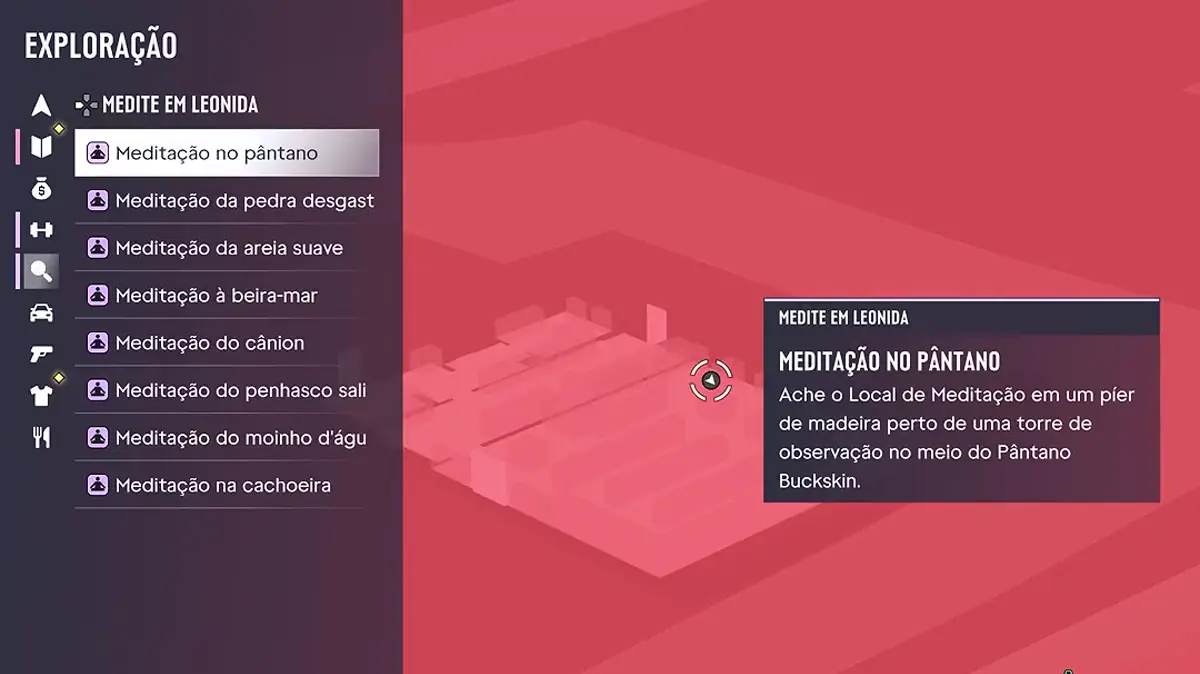 EXPLORAÇÃO
MEDITE EM LEONIDA
Meditação no pântano
Meditação da pedra desgast
Meditação da areia suave
Meditação à beira-mar
Meditação do cânion
Meditação do penhasco sali
Meditação do moinho d'águ
Meditação na cachoeira
MEDITE EM LEONIDA
MEDITAÇÃO NO PÂNTANO
Ache o Local de Meditação em um píer
de madeira perto de uma torre de
observação no meio do Pântano
Buckskin.